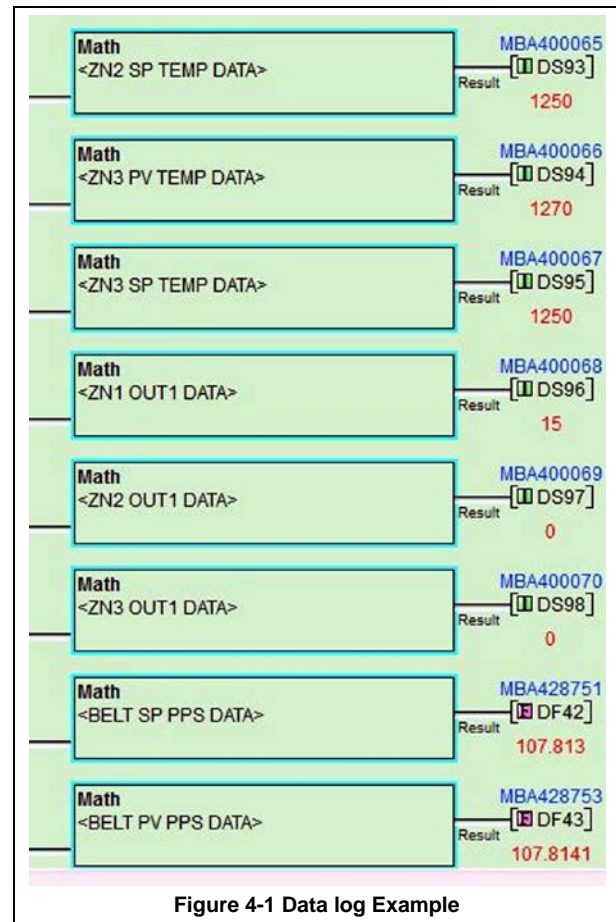 Math
<ZN2 SP TEMP DATA>
Result
MBA400065
[DS93]
1250
Math
<ZN3 PV TEMP DATA>
Result
MBA400066
[DS94]
1270
Math
<ZN3 SP TEMP DATA>
Result
MBA400067
[DS95]
1250
Math
<ZN1 OUT1 DATA>
Result
MBA400068
[DS96]
15
Math
<ZN2 OUT1 DATA>
Result
MBA400069
[DS97]
0
Math
<ZN3 OUT1 DATA>
Result
MBA400070
[DS98]
0
Math
<BELT SP PPS DATA>
Result
MBA428751
[F DF42]
107.813
Math
<BELT PV PPS DATA>
Result
MBA428753
[F DF43]
107.8141
Figure 4-1 Data log Example